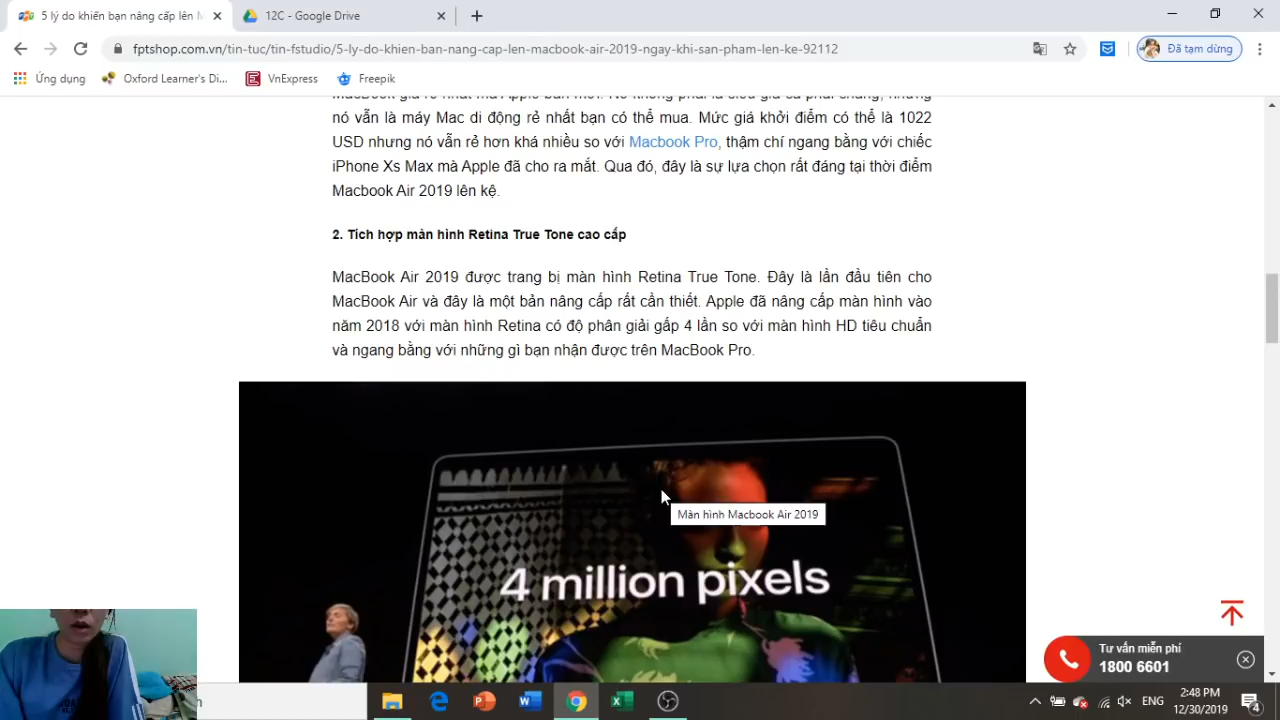 5 lý do khiến bạn nâng cấp lên M
12C - Google Drive
fptshop.com.vn/tin-tuc/tin-fstudio/5-ly-do-khien-ban-nang-cap-len-macbook-air-2019-ngay-khi-san-pham-len-ke-92112
Đã tạm dừng
Ứng dụng
Oxford Learner's Di...
VnExpress
Freepik
nó vẫn là máy Mac di động rẻ nhất bạn có thể mua. Mức giá khởi điểm có thể là 1022
USD nhưng nó vẫn rẻ hơn khá nhiều so với Macbook Pro, thậm chí ngang bằng với chiếc
iPhone Xs Max mà Apple đã cho ra mắt. Qua đó, đây là sự lựa chọn rất đáng tại thời điểm
Macbook Air 2019 lên kệ.
2. Tích hợp màn hình Retina True Tone cao cấp
MacBook Air 2019 được trang bị màn hình Retina True Tone. Đây là lần đầu tiên cho
MacBook Air và đây là một bản nâng cấp rất cần thiết. Apple đã nâng cấp màn hình vào
năm 2018 với màn hình Retina có độ phân giải gấp 4 lần so với màn hình HD tiêu chuẩn
và ngang bằng với những gì bạn nhận được trên MacBook Pro.
Màn hình Macbook Air 2019
4 million pixels
Tư vấn miễn phí
1800 6601
ENG
2:48 PM
12/30/2019
4